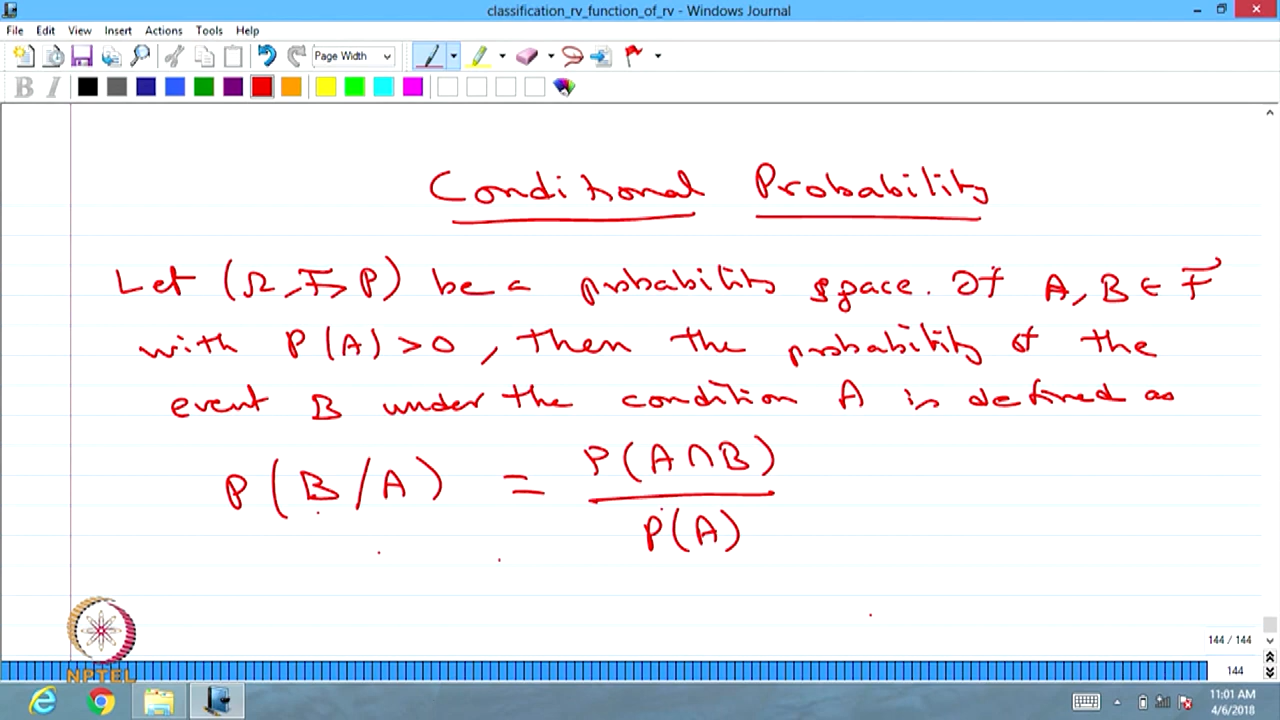 classification_rv_function_of_rv - Windows Journal
File Edit View Insert Actions Tools Help
Page Width
B I
Conditional Probability
Let (Ω, F, P) be a probability space. If A, B ∈ F
with P(A) > 0, then the probability of the
event B under the condition A is defined as
P(B/A) = P(A∩B)
P(A)
144 / 144
NPTEL
144
11:01 AM
4/6/2018